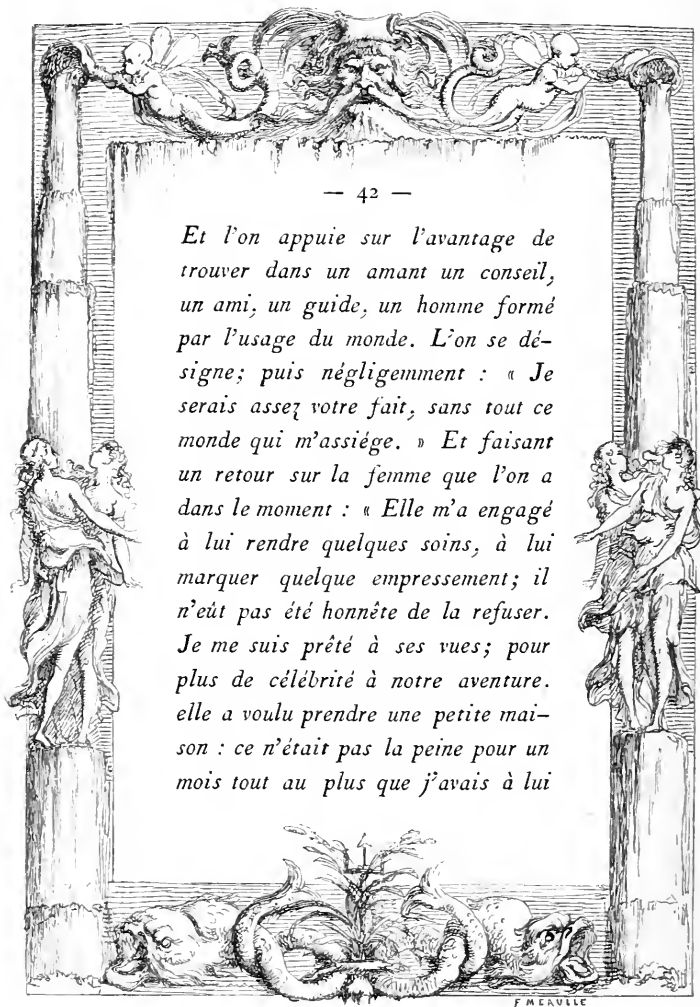 — 42 —
Et l'on appuie sur l'avantage de
trouver dans un amant un conseil,
un ami, un guide, un homme formé
par l'usage du monde. L'on se dé-
signe; puis négligemment : « Je
serais assez votre fait, sans tout ce
monde qui m'assiége. » Et faisant
un retour sur la femme que l'on a
dans le moment : « Elle m'a engagé
à lui rendre quelques soins, à lui
marquer quelque empressement; il
n'eût pas été honnête de la refuser.
Je me suis prêté à ses vues; pour
plus de célébrité à notre aventure.
elle a voulu prendre une petite mai-
son : ce n'était pas la peine pour un
mois tout au plus que j'avais à lui
F MEAULLE